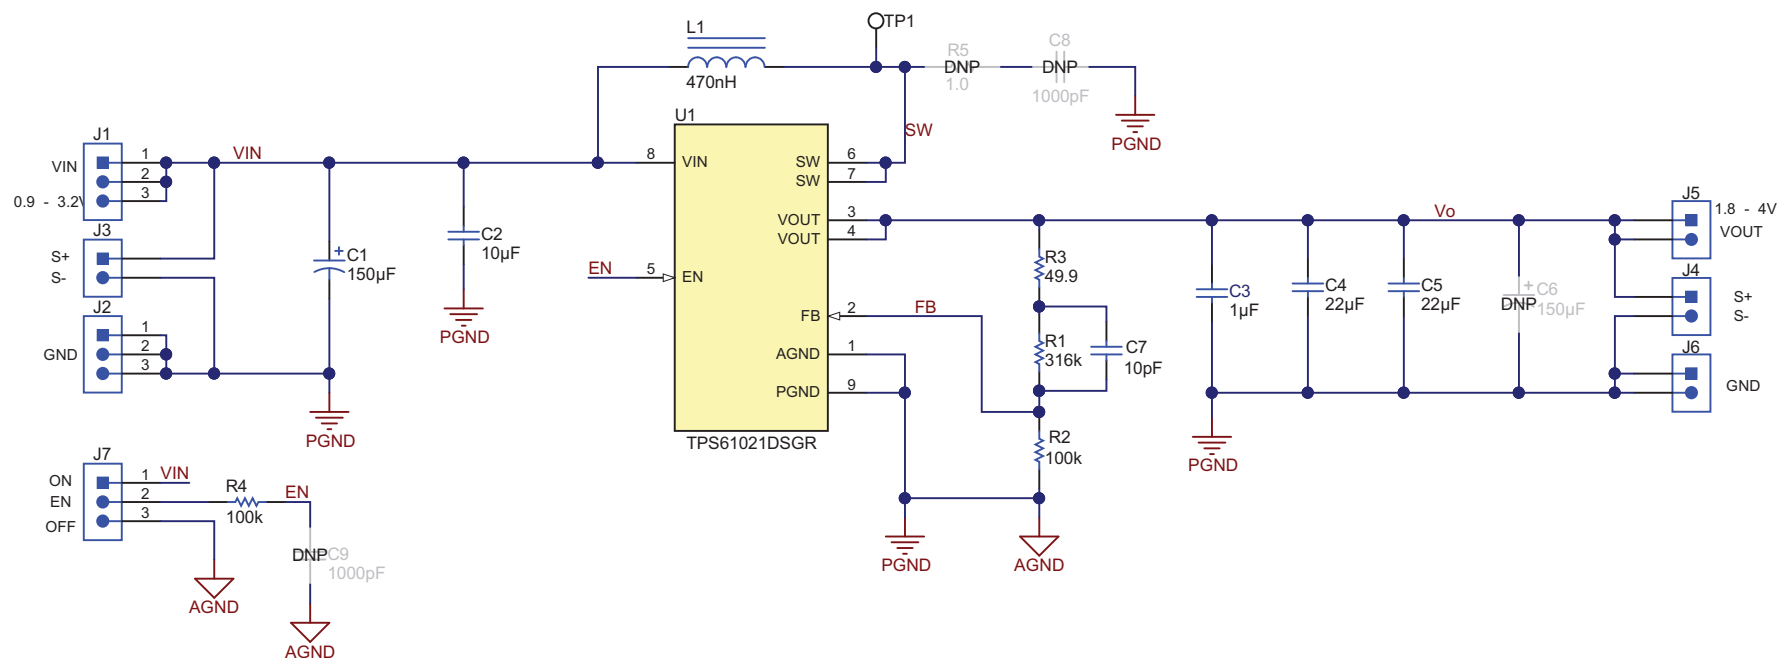 TP1
L1
470nH
R5
DNP
1.0
C8
DNP
1000pF
PGND
SW
U1
8 VIN
SW 6
SW 7
VOUT 3
VOUT 4
5 EN
EN
FB 2
FB
AGND 1
PGND 9
TPS61021DSGR
J1
VIN
0.9 - 3.2V
1
2
3
VIN
J3
S+
S-
J2
GND
1
2
3
C1
150µF
+
PGND
C2
10µF
PGND
R3
49.9
R1
316k
C7
10pF
R2
100k
PGND
AGND
C3
1µF
C4
22µF
C5
22µF
C6
+
DNP
150µF
Vo
PGND
J5
1.8 - 4V
VOUT
J4
S+
S-
J6
GND
J7
ON
EN
OFF
1
2
3
VIN
R4
100k
EN
DNP
C9
1000pF
AGND
AGND